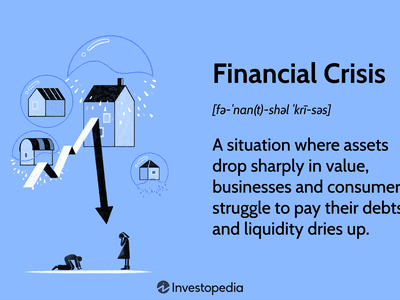 Financial Crisis
[fə-ˈnan(t)-shəl ˈkrī-səs]
A situation where assets
drop sharply in value,
businesses and consumer
struggle to pay their debts
and liquidity dries up.
Investopedia